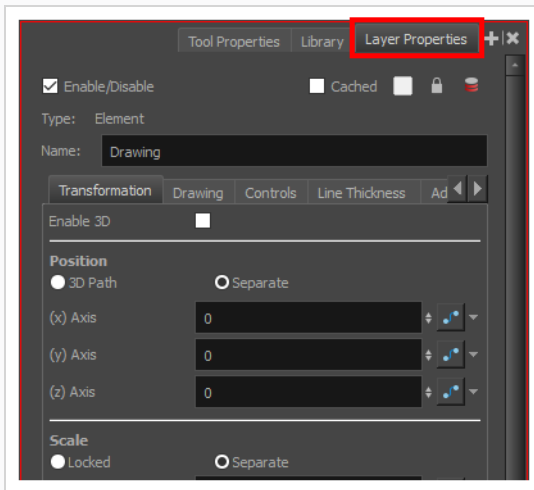 Tool Properties Library Layer Properties
Enable/Disable Cached
Type: Element
Name: Drawing
Transformation Drawing Controls Line Thickness Ad
Enable 3D
Position
3D Path Separate
(x) Axis 0
(y) Axis 0
(z) Axis 0
Scale
Locked Separate